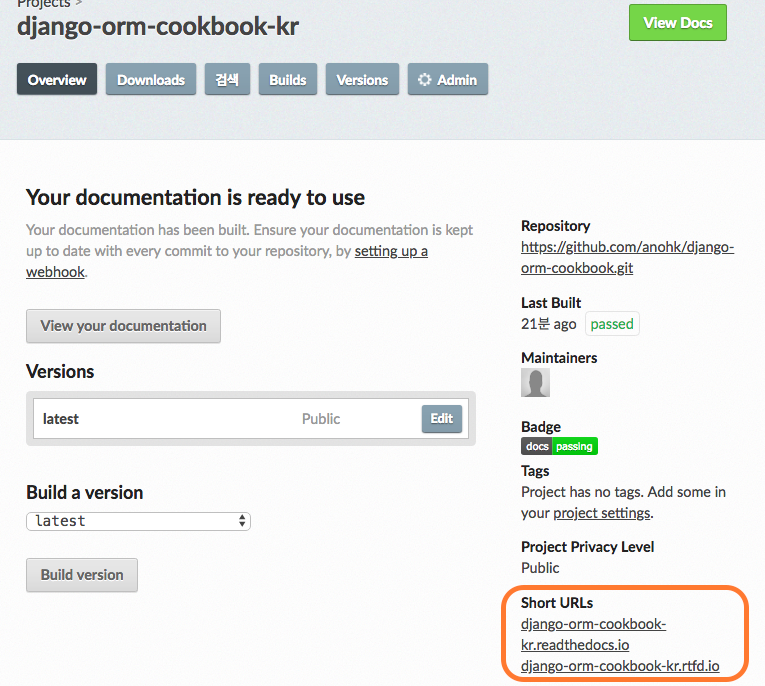 Projects >
django-orm-cookbook-kr
View Docs
Overview
Downloads
검색
Builds
Versions
Admin
Your documentation is ready to use
Your documentation has been built. Ensure your documentation is kept
up to date with every commit to your repository, by setting up a
webhook.
View your documentation
Versions
latest
Public
Edit
Build a version
latest
Build version
Repository
https://github.com/anohk/django-
orm-cookbook.git
Last Built
21분 ago passed
Maintainers
Badge
docs passing
Tags
Project has no tags. Add some in
your project settings.
Project Privacy Level
Public
Short URLs
django-orm-cookbook-
kr.readthedocs.io
django-orm-cookbook-kr.rtfd.io